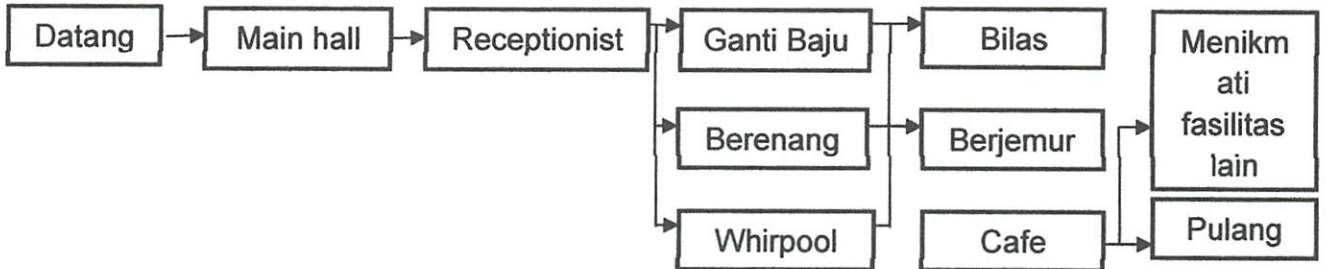 Datang
Main hall
Receptionist
Ganti Baju
Bilas
Menikm
ati
fasilitas
lain
Berenang
Berjemur
Whirpool
Cafe
Pulang